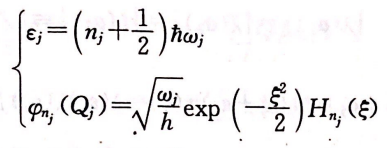 ε_j = (n_j + 1/2) ħω_j
φ_{n_j}(Q_j) = √(ω_j/h) exp (−ξ²/2) H_{n_j}(ξ)